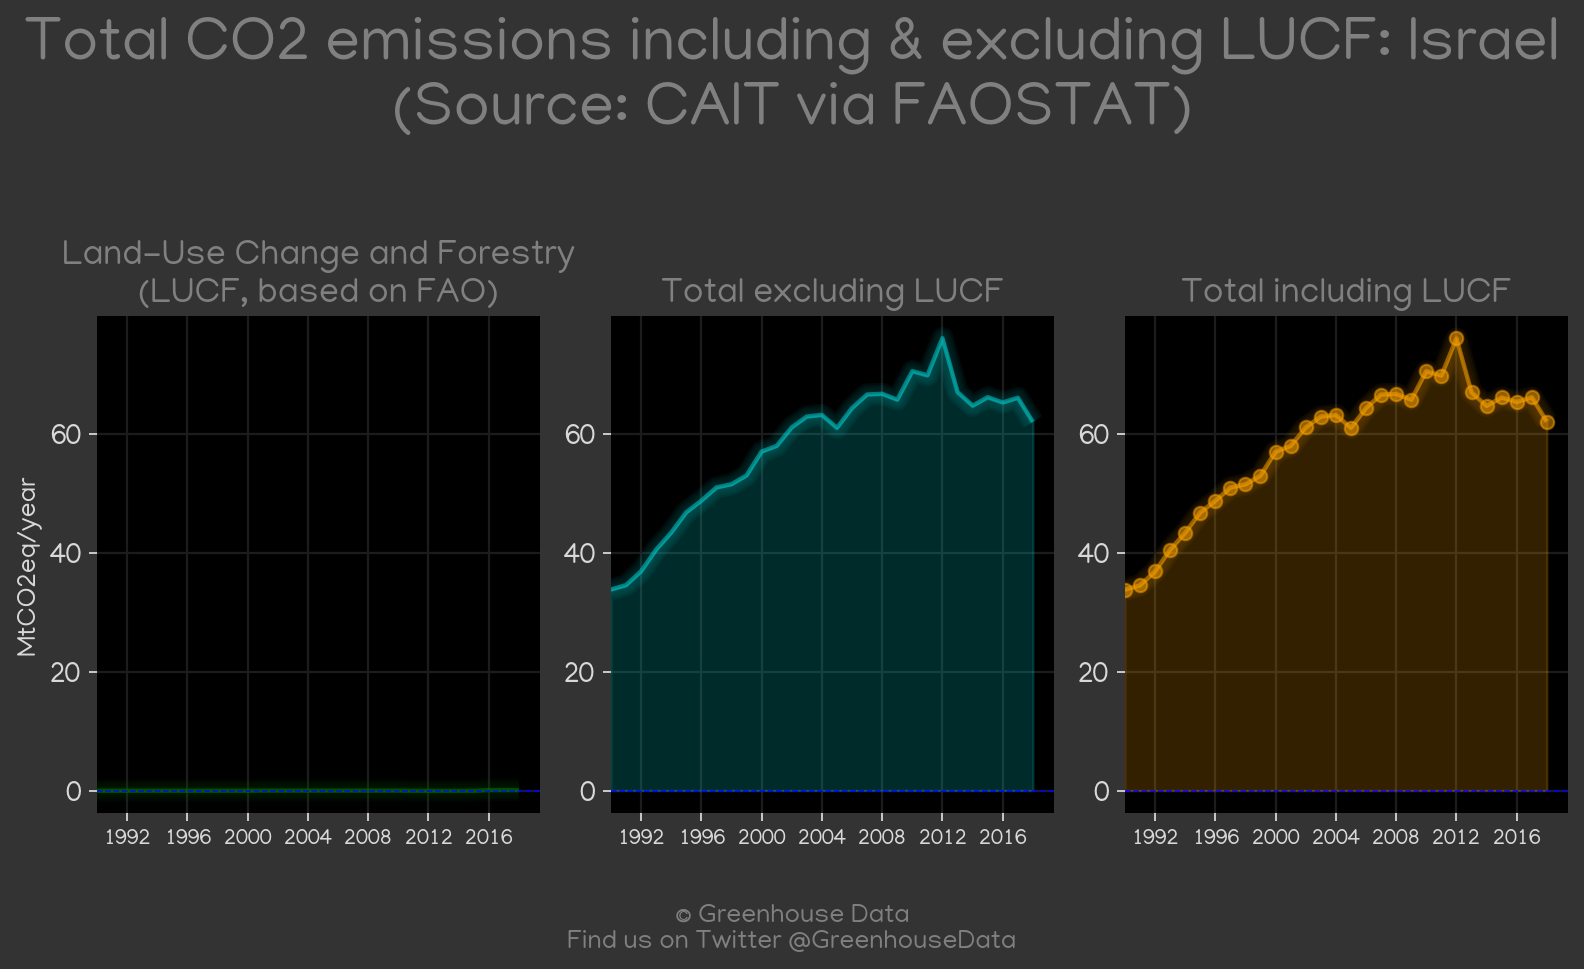 Total CO2 emissions including & excluding LUCF: Israel
(Source: CAIT via FAOSTAT)
Land-Use Change and Forestry
(LUCF, based on FAO)
MtCO2eq/year
60
40
20
0
1992 1996 2000 2004 2008 2012 2016
Total excluding LUCF
60
40
20
0
1992 1996 2000 2004 2008 2012 2016
Total including LUCF
60
40
20
0
1992 1996 2000 2004 2008 2012 2016
© Greenhouse Data
Find us on Twitter @GreenhouseData